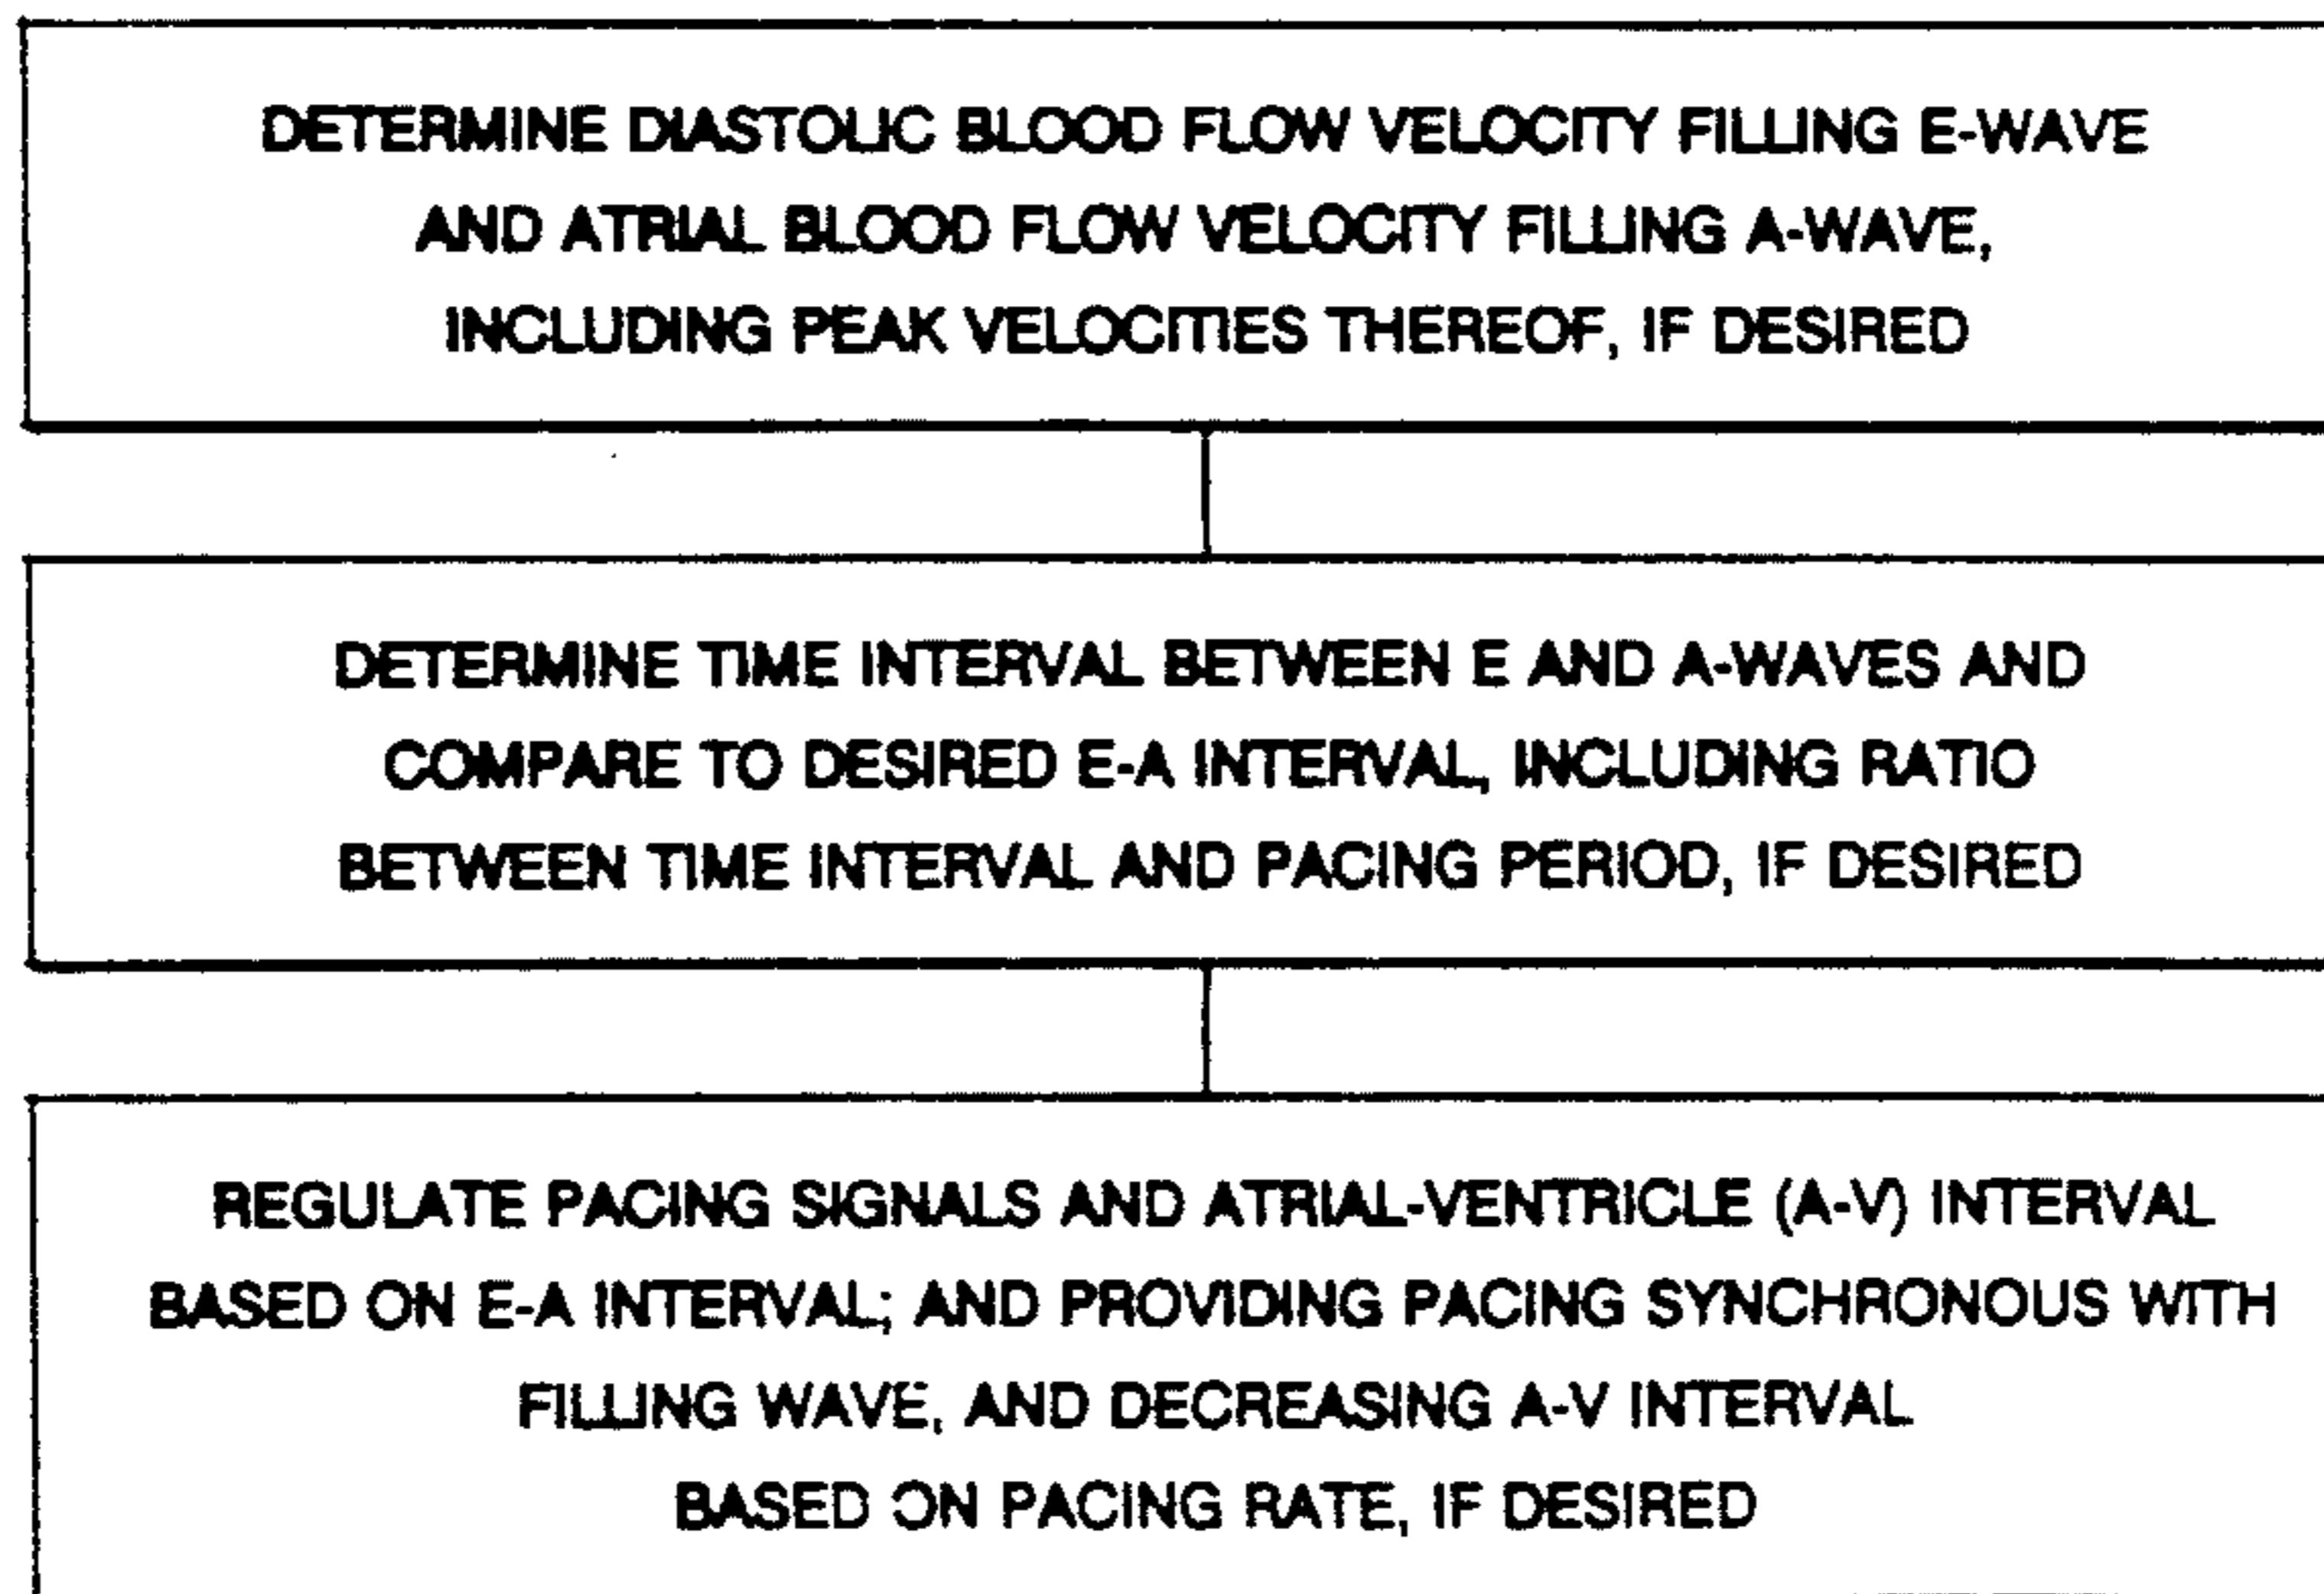 DETERMINE DIASTOLIC BLOOD FLOW VELOCITY FILLING E-WAVE
AND ATRIAL BLOOD FLOW VELOCITY FILLING A-WAVE,
INCLUDING PEAK VELOCITIES THEREOF, IF DESIRED
DETERMINE TIME INTERVAL BETWEEN E AND A-WAVES AND
COMPARE TO DESIRED E-A INTERVAL, INCLUDING RATIO
BETWEEN TIME INTERVAL AND PACING PERIOD, IF DESIRED
REGULATE PACING SIGNALS AND ATRIAL-VENTRICLE (A-V) INTERVAL
BASED ON E-A INTERVAL; AND PROVIDING PACING SYNCHRONOUS WITH
FILLING WAVE, AND DECREASING A-V INTERVAL
BASED ON PACING RATE, IF DESIRED